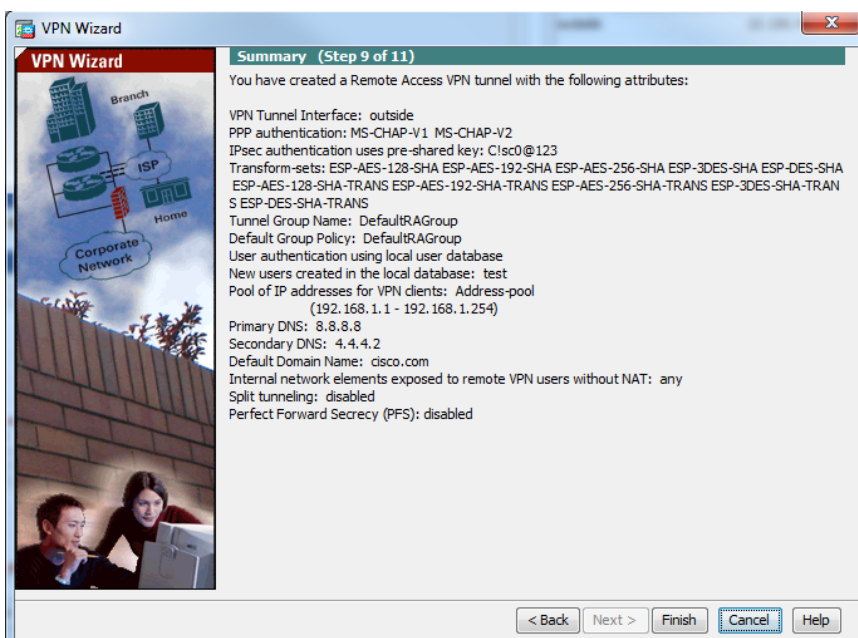 VPN Wizard
VPN Wizard
Branch
ISP
Home
Corporate
Network
Summary (Step 9 of 11)
You have created a Remote Access VPN tunnel with the following attributes:
VPN Tunnel Interface: outside
PPP authentication: MS-CHAP-V1 MS-CHAP-V2
IPsec authentication uses pre-shared key: C!sc0@123
Transform-sets: ESP-AES-128-SHA ESP-AES-192-SHA ESP-AES-256-SHA ESP-3DES-SHA ESP-DES-SHA
ESP-AES-128-SHA-TRANS ESP-AES-192-SHA-TRANS ESP-AES-256-SHA-TRANS ESP-3DES-SHA-TRAN
S ESP-DES-SHA-TRANS
Tunnel Group Name: DefaultRAGroup
Default Group Policy: DefaultRAGroup
User authentication using local user database
New users created in the local database: test
Pool of IP addresses for VPN clients: Address-pool
(192.168.1.1 - 192.168.1.254)
Primary DNS: 8.8.8.8
Secondary DNS: 4.4.4.2
Default Domain Name: cisco.com
Internal network elements exposed to remote VPN users without NAT: any
Split tunneling: disabled
Perfect Forward Secrecy (PFS): disabled
< Back Next > Finish Cancel Help